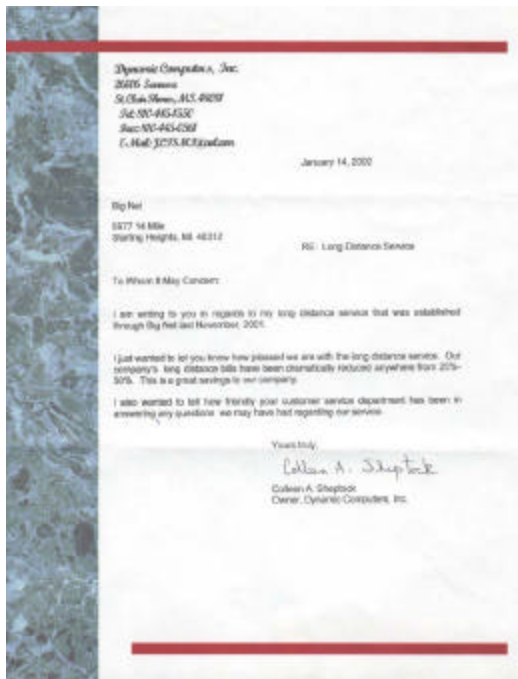 Dynamic Computers, Inc.
St. Clair Shores,
January 14, 2002
Big Net
14 Mile
Sterling Heights, MI 48312
RE: Long Distance Service
To Whom It May Concern:
I am writing to you in regards to my long distance service that was established
through Big Net last November, 2001.
I just wanted to let you know how pleased we are with the long distance service. Our
company's long distance bills have been dramatically reduced anywhere from 20%-
50%. This is a great savings to our company.
I also wanted to tell how friendly your customer service department has been in
answering any questions we may have had regarding our service.
Yours truly,
Colleen A. Sheptock
Colleen A. Sheptock
Owner, Dynamic Computers, Inc.